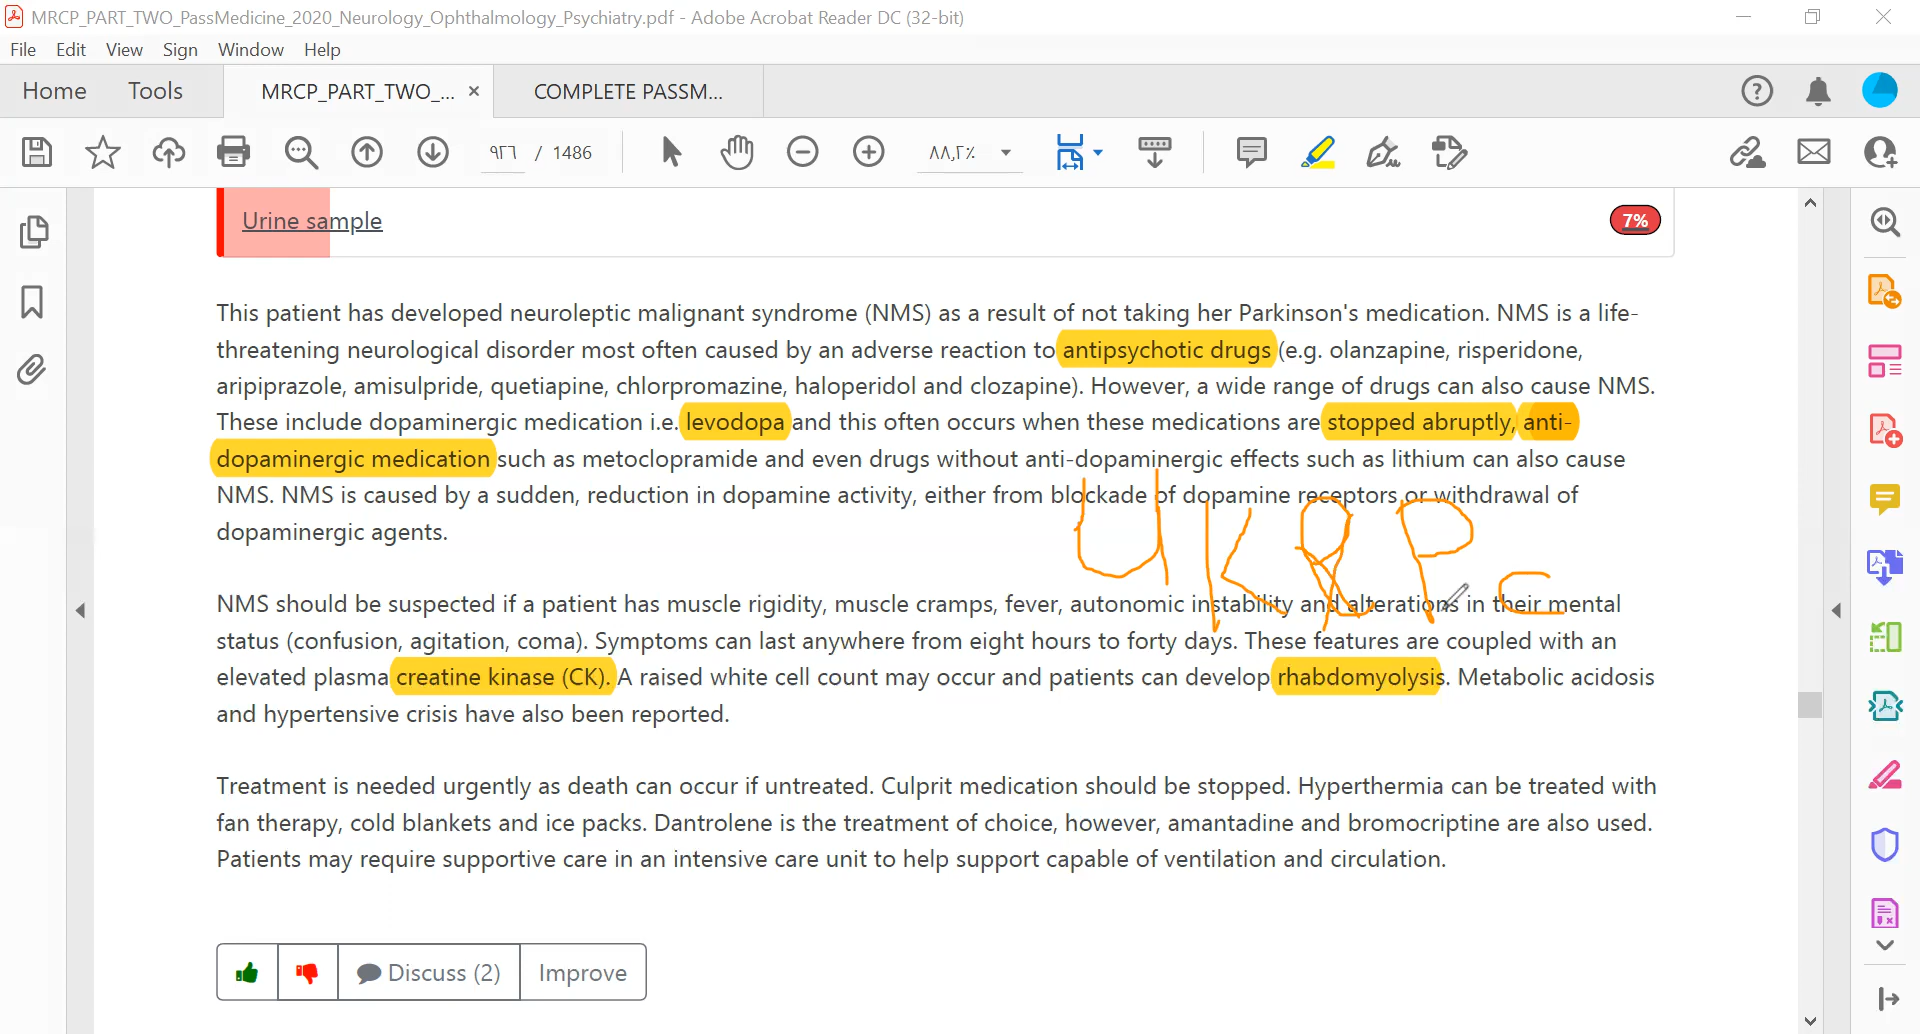 MRCP_PART_TWO_PassMedicine_2020_Neurology_Ophthalmology_Psychiatry.pdf - Adobe Acrobat Reader DC (32-bit)
File Edit View Sign Window Help
Home Tools MRCP_PART_TWO_... × COMPLETE PASSM...
٩٢٦ / 1486 ٨٨,٢٪
Urine sample 7%
This patient has developed neuroleptic malignant syndrome (NMS) as a result of not taking her Parkinson's medication. NMS is a life-
threatening neurological disorder most often caused by an adverse reaction to antipsychotic drugs (e.g. olanzapine, risperidone,
aripiprazole, amisulpride, quetiapine, chlorpromazine, haloperidol and clozapine). However, a wide range of drugs can also cause NMS.
These include dopaminergic medication i.e. levodopa and this often occurs when these medications are stopped abruptly, anti-
dopaminergic medication such as metoclopramide and even drugs without anti-dopaminergic effects such as lithium can also cause
NMS. NMS is caused by a sudden, reduction in dopamine activity, either from blockade of dopamine receptors or withdrawal of
dopaminergic agents.
NMS should be suspected if a patient has muscle rigidity, muscle cramps, fever, autonomic instability and alterations in their mental
status (confusion, agitation, coma). Symptoms can last anywhere from eight hours to forty days. These features are coupled with an
elevated plasma creatine kinase (CK). A raised white cell count may occur and patients can develop rhabdomyolysis. Metabolic acidosis
and hypertensive crisis have also been reported.
Treatment is needed urgently as death can occur if untreated. Culprit medication should be stopped. Hyperthermia can be treated with
fan therapy, cold blankets and ice packs. Dantrolene is the treatment of choice, however, amantadine and bromocriptine are also used.
Patients may require supportive care in an intensive care unit to help support capable of ventilation and circulation.
Discuss (2) Improve